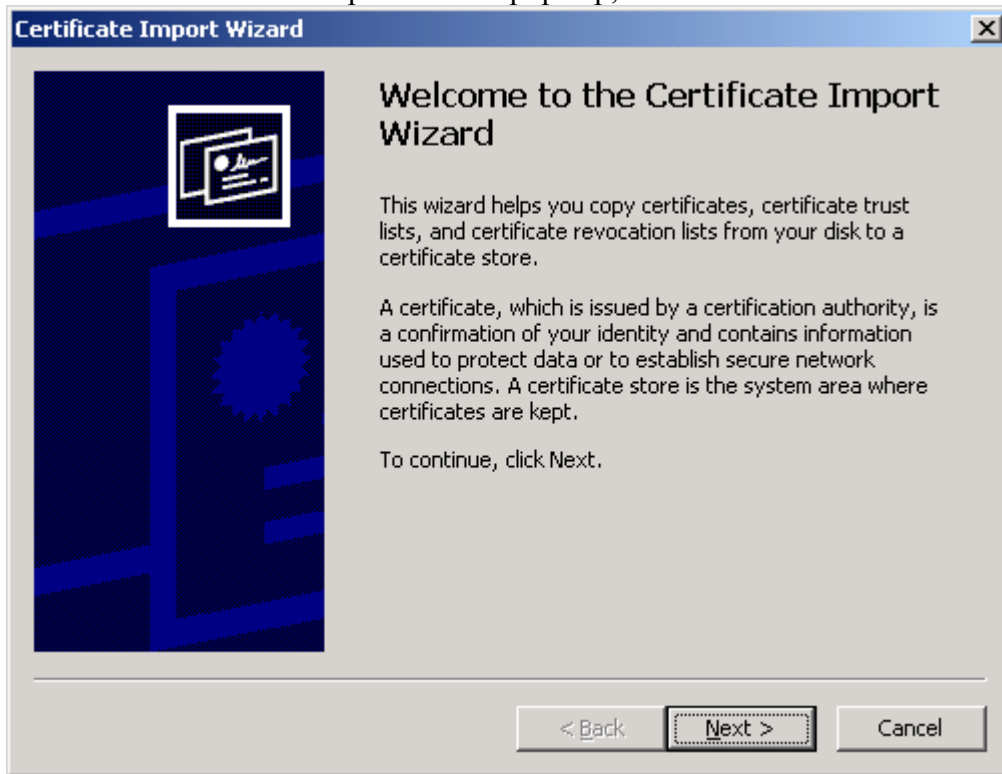 Certificate Import Wizard
Welcome to the Certificate Import
Wizard
This wizard helps you copy certificates, certificate trust
lists, and certificate revocation lists from your disk to a
certificate store.
A certificate, which is issued by a certification authority, is
a confirmation of your identity and contains information
used to protect data or to establish secure network
connections. A certificate store is the system area where
certificates are kept.
To continue, click Next.
< Back Next > Cancel